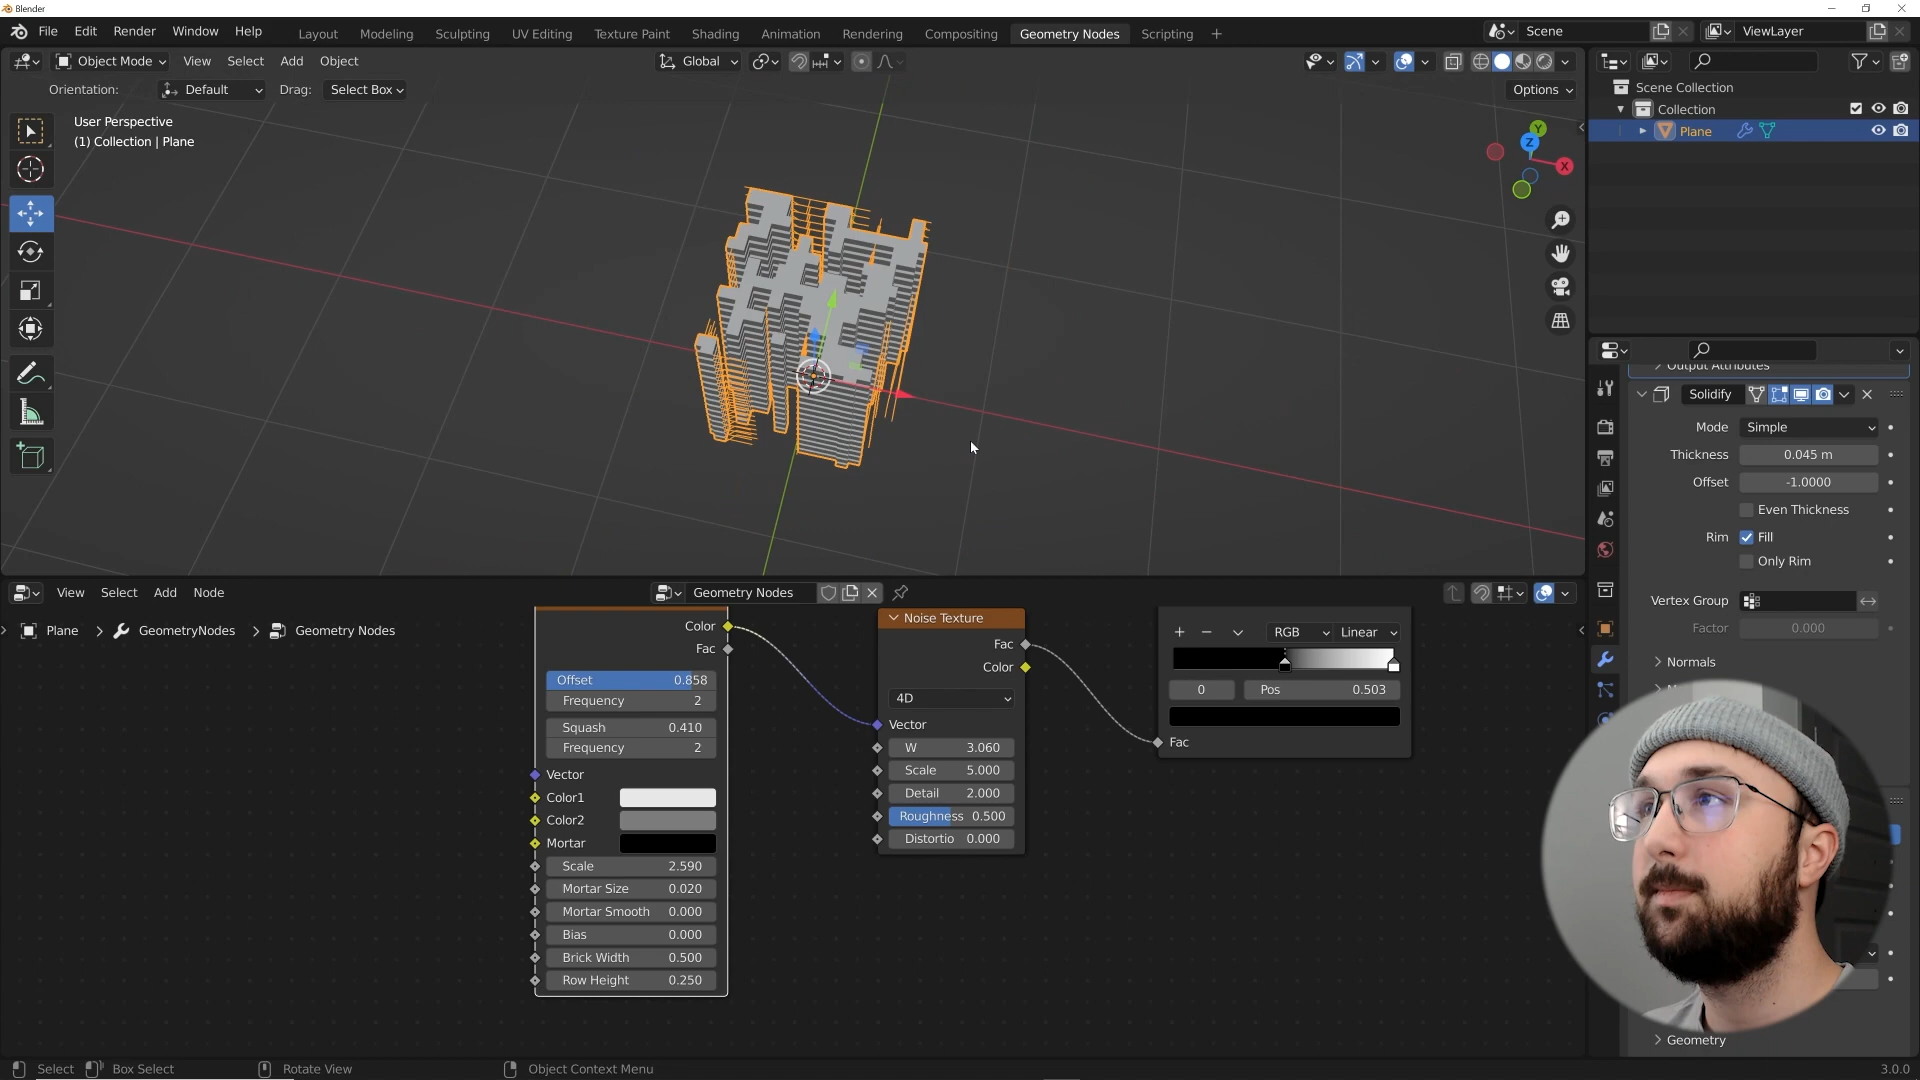 Blender
File Edit Render Window Help Layout Modeling Sculpting UV Editing Texture Paint Shading Animation Rendering Compositing Geometry Nodes Scripting + Scene ViewLayer
Object Mode View Select Add Object Global
Orientation: Default Drag: Select Box Options
User Perspective
(1) Collection | Plane
Y
Z
X
Scene Collection
Collection
Plane
Output Attributes
Solidify
Mode Simple
Thickness 0.045 m
Offset -1.0000
Even Thickness
Rim Fill
Only Rim
Vertex Group
Factor 0.000
Normals
Geometry
View Select Add Node Geometry Nodes
Plane > GeometryNodes > Geometry Nodes
Color
Fac
Offset 0.858
Frequency 2
Squash 0.410
Frequency 2
Vector
Color1
Color2
Mortar
Scale 2.590
Mortar Size 0.020
Mortar Smooth 0.000
Bias 0.000
Brick Width 0.500
Row Height 0.250
Noise Texture
Fac
Color
4D
Vector
W 3.060
Scale 5.000
Detail 2.000
Roughness 0.500
Distortio 0.000
RGB Linear
0 Pos 0.503
Fac
Select Box Select Rotate View Object Context Menu 3.0.0